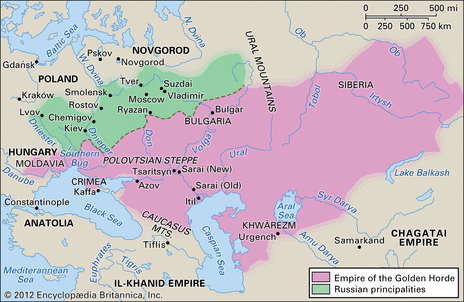 0 250 500 mi
0 250 500 750 km
Baltic Sea
N. Dvina
Ob
URAL MOUNTAINS
Ob
NOVGOROD
Pskov
Novgorod
Gdańsk
W. Dvina
POLAND
Tver
Suzdai
Smolensk
Moscow
Vladimir
Kraków
Rostov
Ryazan
Bulgar
BULGARIA
Lvov
Chernigov
Kiev
Dniester
Dnieper
Don
Volga
Ural
Tobol
Irtysh
SIBERIA
HUNGARY
MOLDAVIA
Southern
Bug
POLOVTSIAN STEPPE
Tsaritsyn
Sarai (New)
Danube
CRIMEA
Kaffa
Azov
Sarai (Old)
Itil
Lake Balkash
Constantinople
Black Sea
Aral
Sea
Syr Darya
CAUCASUS
MTS.
KHWĀREZM
Urgench
Amu Darya
CHAGATAI
EMPIRE
ANATOLIA
Tiflis
Caspian Sea
Samarkand
Mediterranean
Sea
Euphrates
Tigris
IL-KHANID EMPIRE
Empire of the Golden Horde
Russian principalities
© 2012 Encyclopædia Britannica, Inc.